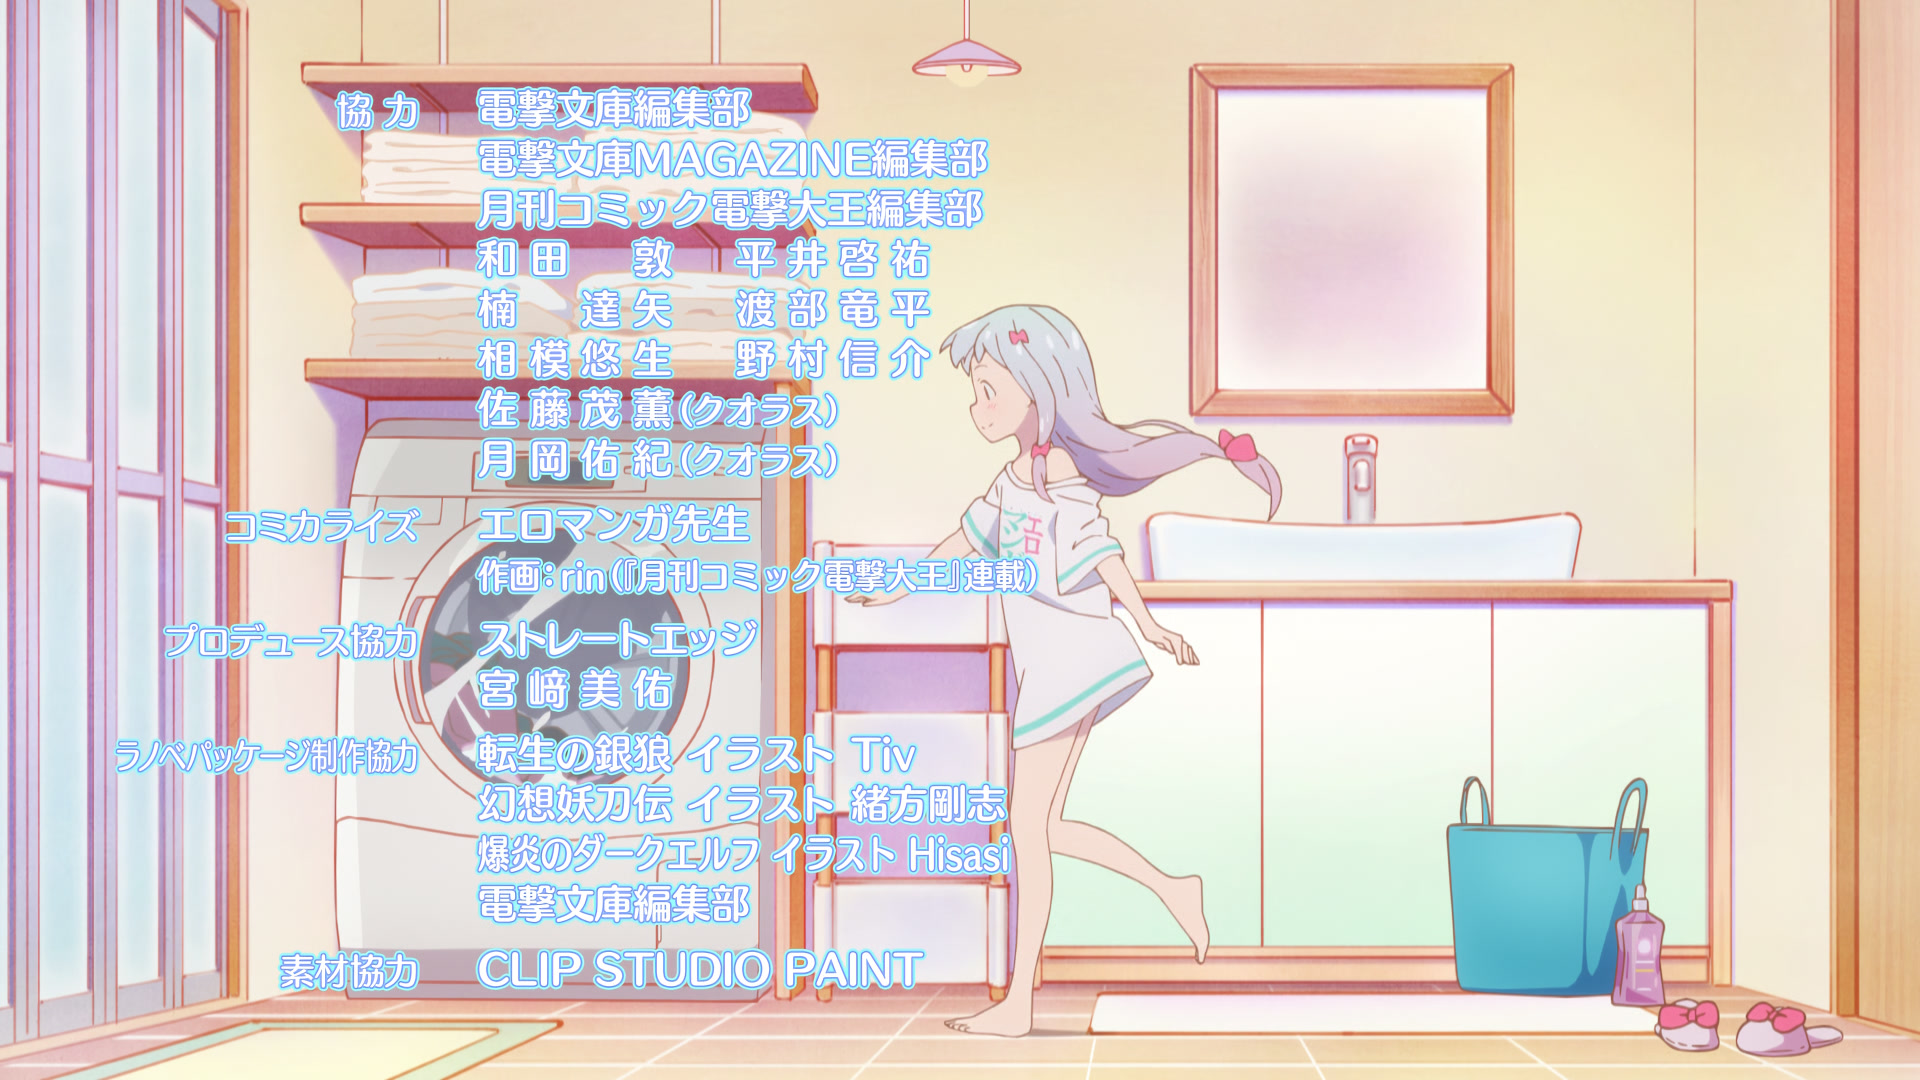 協力 電撃文庫編集部
電撃文庫MAGAZINE編集部
月刊コミック電撃大王編集部
和田 敦 平井啓祐
楠 達矢 渡部竜平
相模悠生 野村信介
佐藤茂薫(クオラス)
月岡佑紀(クオラス)
コミカライズ エロマンガ先生
作画:rin(『月刊コミック電撃大王』連載)
プロデュース協力 ストレートエッジ
宮﨑美佑
ラノベパッケージ制作協力 転生の銀狼 イラスト Tiv
幻想妖刀伝 イラスト 緒方剛志
爆炎のダークエルフ イラスト Hisasi
電撃文庫編集部
素材協力 CLIP STUDIO PAINT
エロ
マンガ